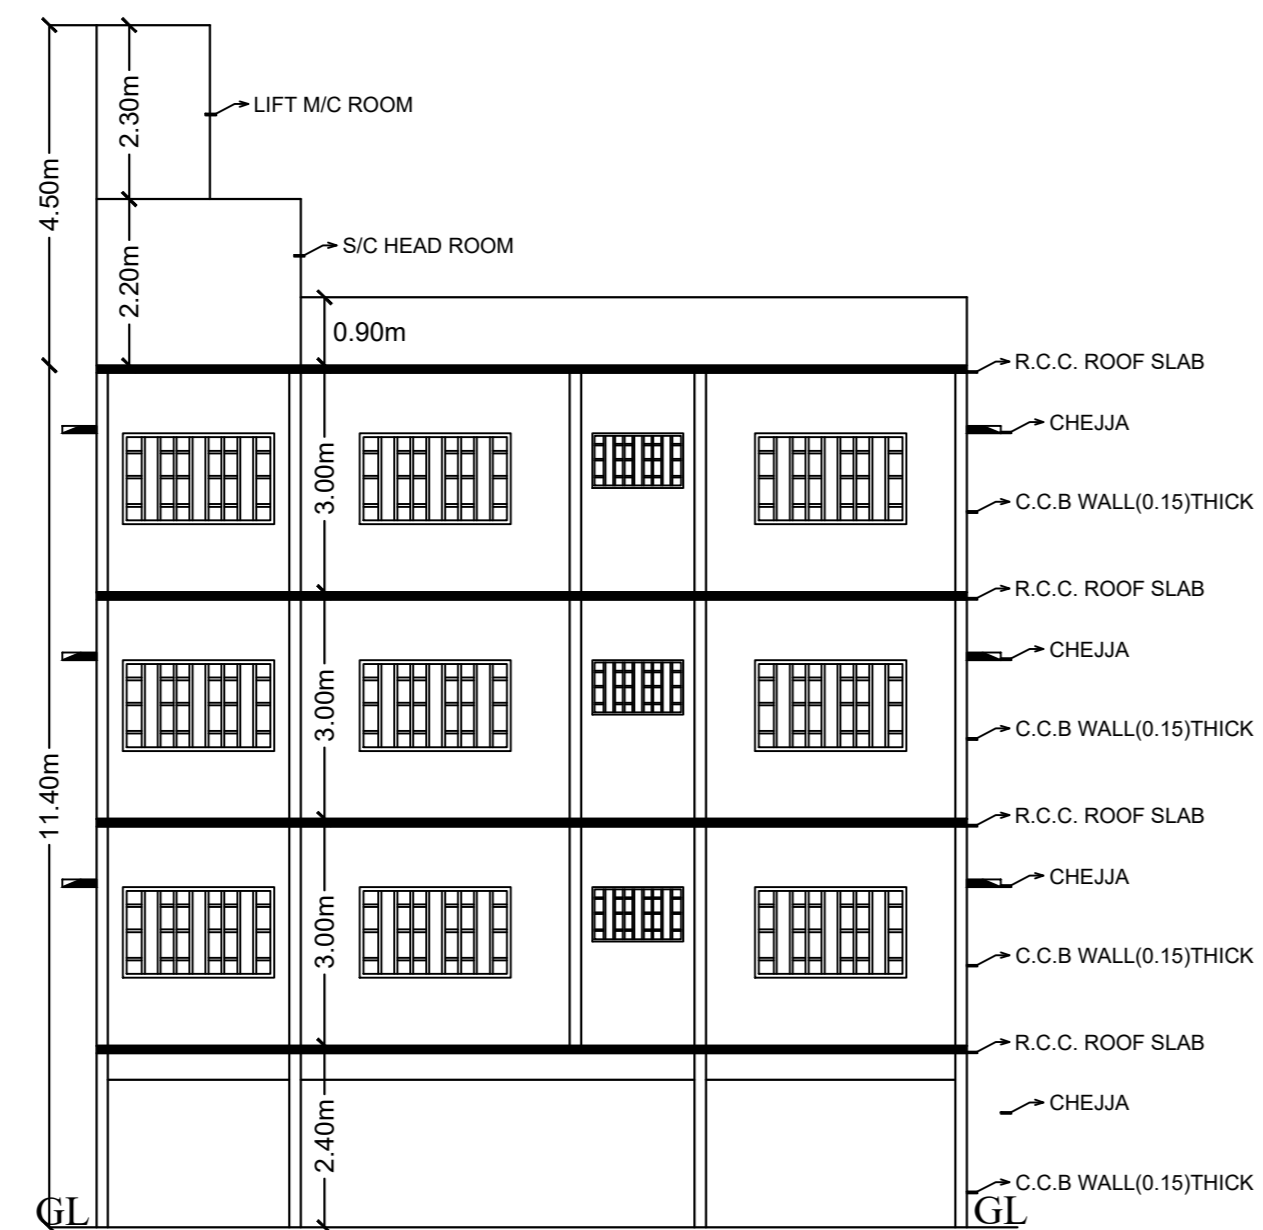 2.30m
LIFT M/C ROOM
4.50m
2.20m
S/C HEAD ROOM
0.90m
R.C.C. ROOF SLAB
CHEJJA
3.00m
C.C.B WALL(0.15)THICK
R.C.C. ROOF SLAB
CHEJJA
3.00m
C.C.B WALL(0.15)THICK
11.40m
R.C.C. ROOF SLAB
CHEJJA
3.00m
C.C.B WALL(0.15)THICK
R.C.C. ROOF SLAB
CHEJJA
2.40m
C.C.B WALL(0.15)THICK
GL
GL